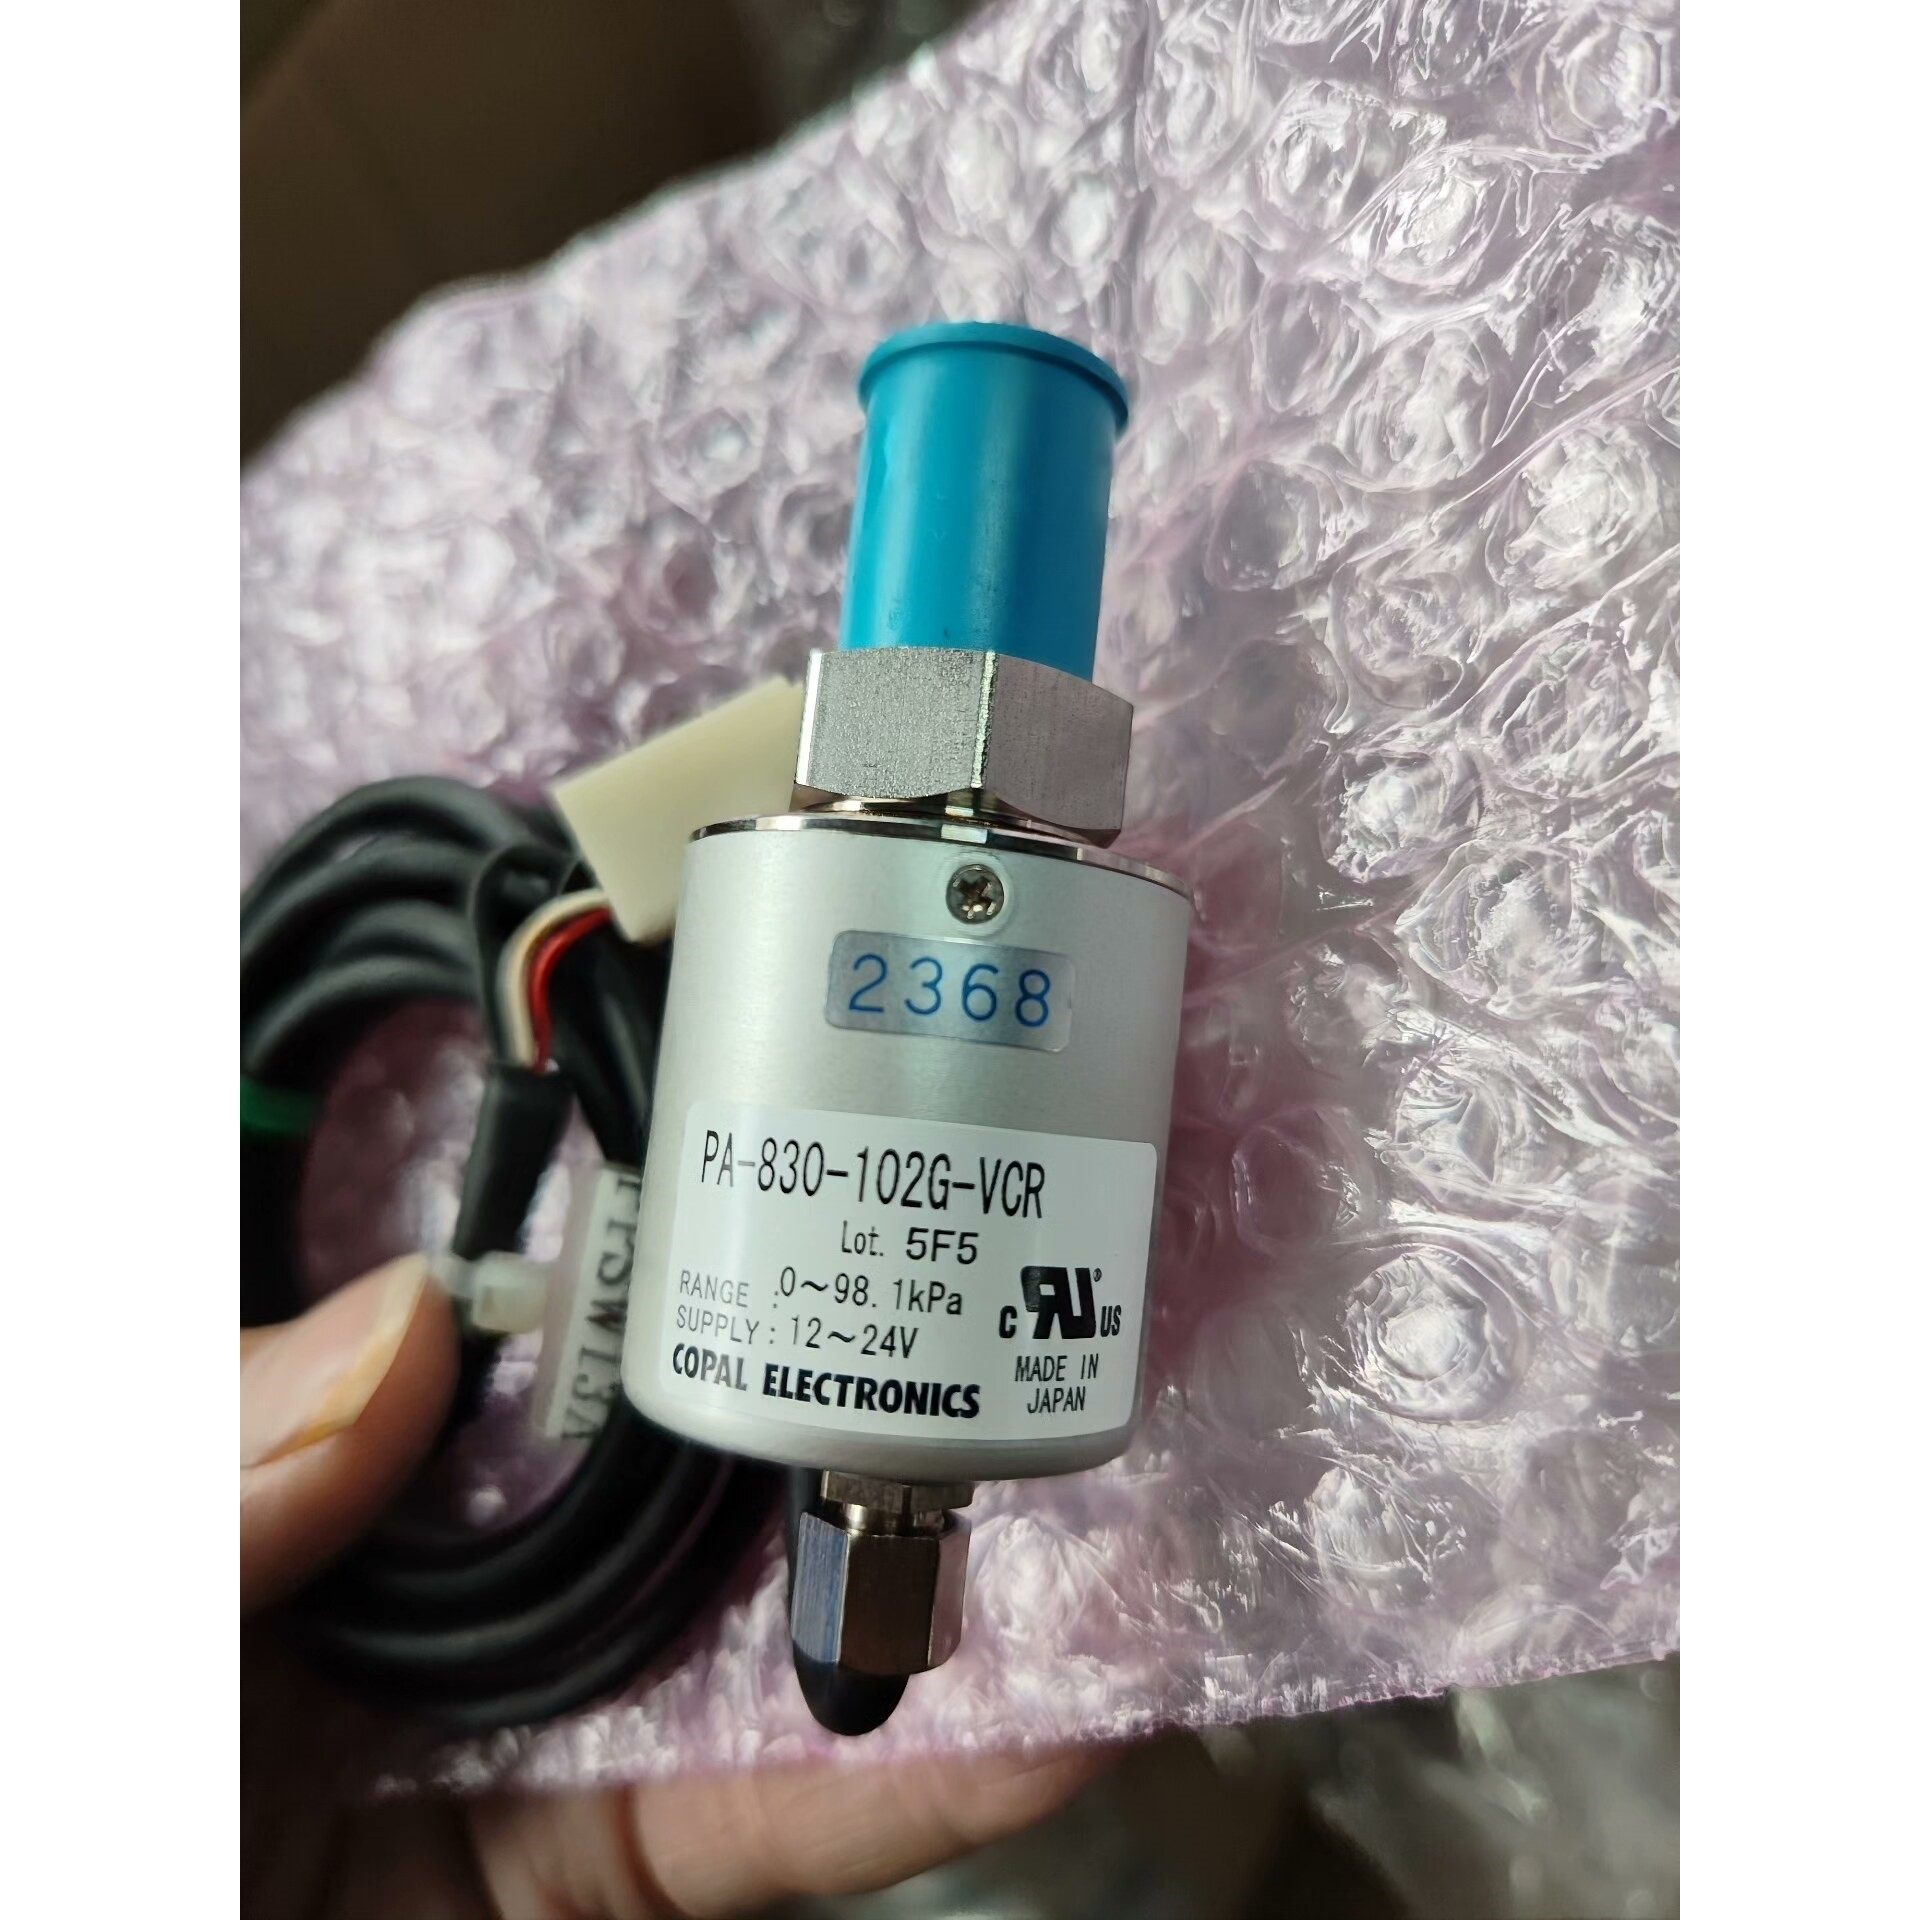 2368
PA-830-102G-VCR
Lot. 5F5
RANGE :0~98.1kPa
SUPPLY:12~24V
C RU® US
COPAL ELECTRONICS
MADE IN
JAPAN